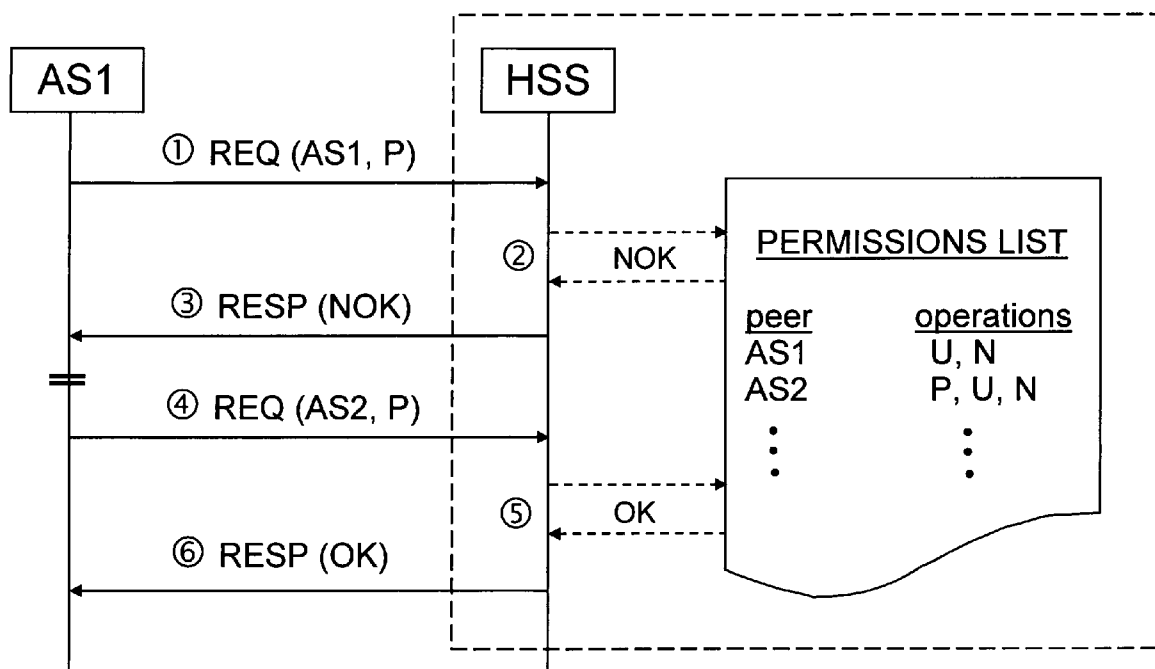 AS1
HSS
① REQ (AS1, P)
②
NOK
③ RESP (NOK)
④ REQ (AS2, P)
⑤
OK
⑥ RESP (OK)
PERMISSIONS LIST
peer operations
AS1 U, N
AS2 P, U, N